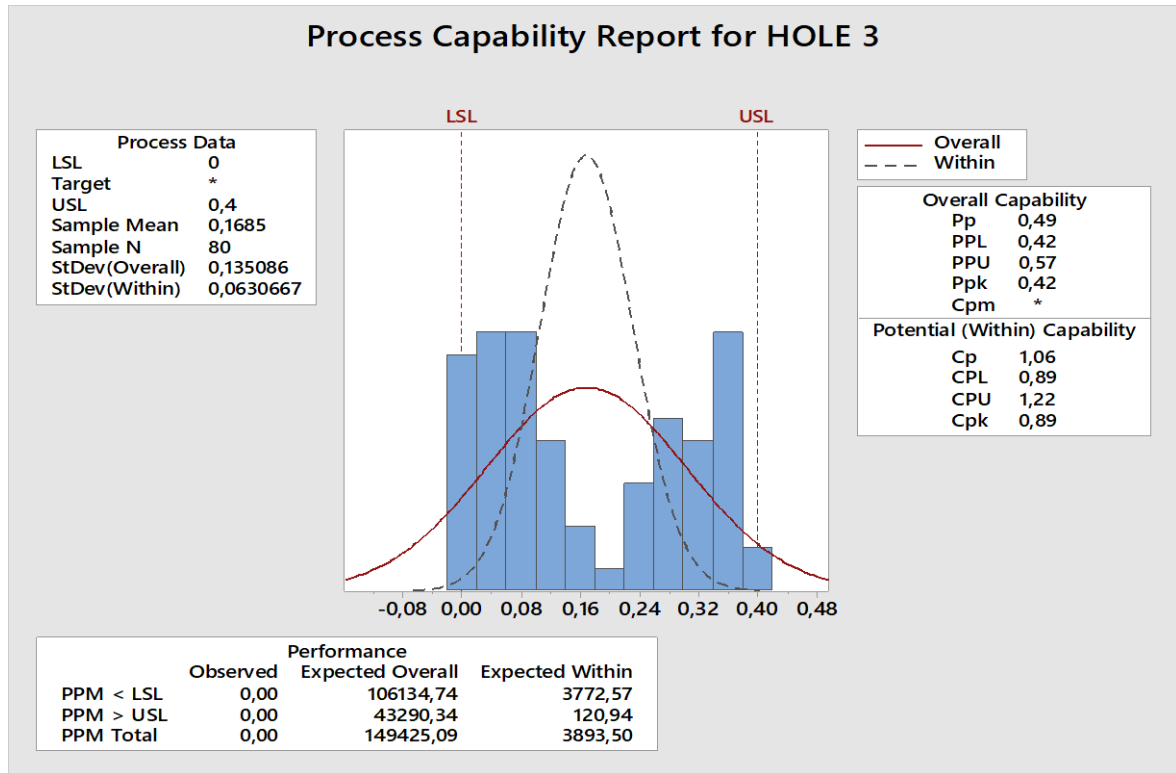 Process Capability Report for HOLE 3
LSL USL
Process Data
LSL 0
Target *
USL 0,4
Sample Mean 0,1685
Sample N 80
StDev(Overall) 0,135086
StDev(Within) 0,0630667
Overall
Within
Overall Capability
Pp 0,49
PPL 0,42
PPU 0,57
Ppk 0,42
Cpm *
Potential (Within) Capability
Cp 1,06
CPL 0,89
CPU 1,22
Cpk 0,89
-0,08 0,00 0,08 0,16 0,24 0,32 0,40 0,48
Performance
Observed Expected Overall Expected Within
PPM < LSL 0,00 106134,74 3772,57
PPM > USL 0,00 43290,34 120,94
PPM Total 0,00 149425,09 3893,50